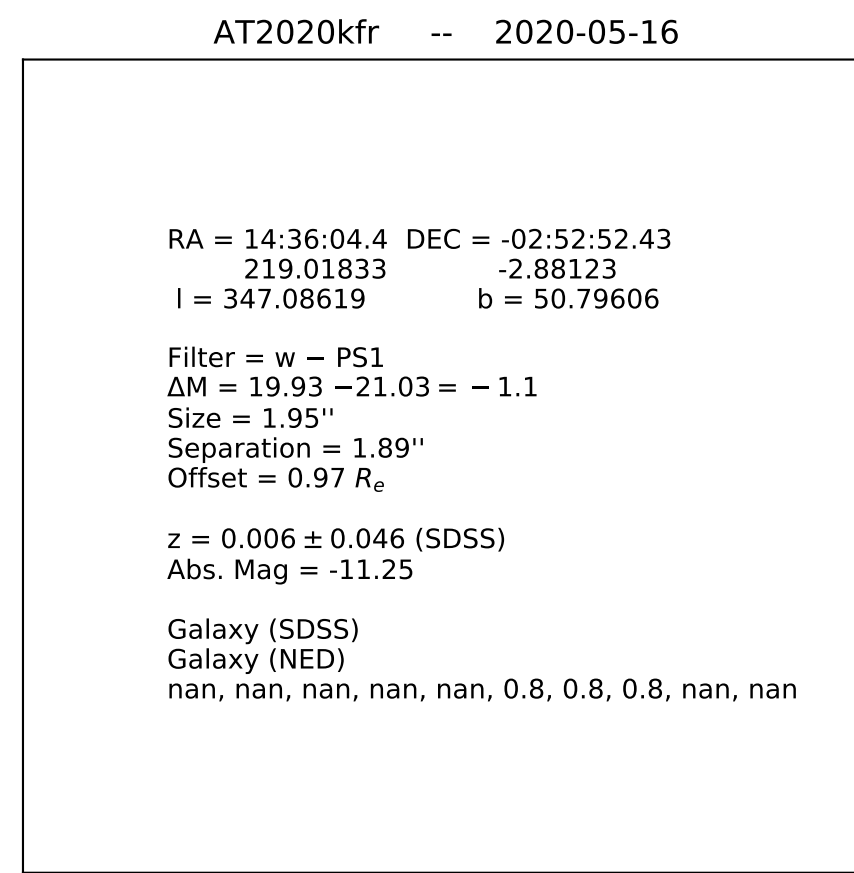 AT2020kfr -- 2020-05-16
RA = 14:36:04.4 DEC = -02:52:52.43
219.01833 -2.88123
l = 347.08619 b = 50.79606
Filter = w − PS1
ΔM = 19.93 −21.03 = − 1.1
Size = 1.95''
Separation = 1.89''
Offset = 0.97 Rₑ
z = 0.006 ± 0.046 (SDSS)
Abs. Mag = -11.25
Galaxy (SDSS)
Galaxy (NED)
nan, nan, nan, nan, nan, 0.8, 0.8, 0.8, nan, nan